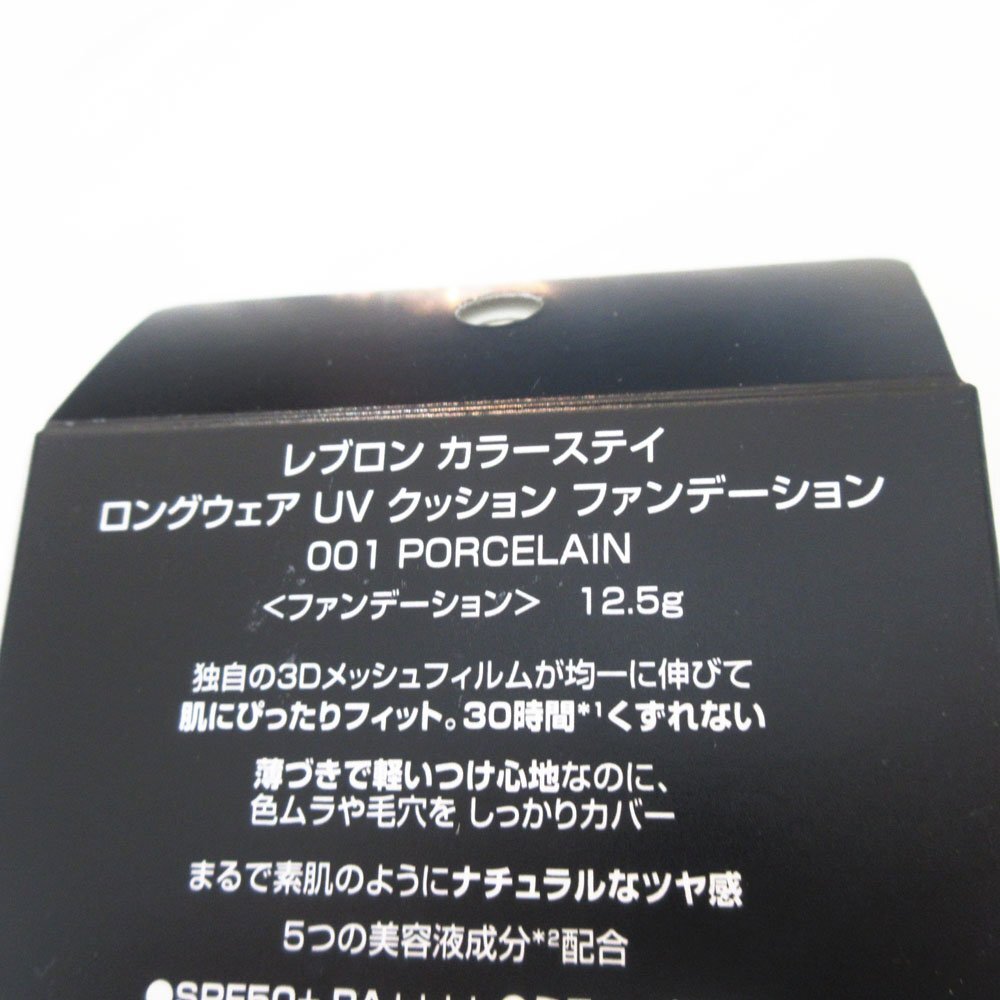 レブロン カラーステイ
ロングウェア UV クッション ファンデーション
001 PORCELAIN
<ファンデーション> 12.5g
独自の3Dメッシュフィルムが均一に伸びて
肌にぴったりフィット。30時間*1くずれない
薄づきで軽いつけ心地なのに、
色ムラや毛穴を しっかりカバー
まるで素肌のようにナチュラルなツヤ感
5つの美容液成分*2配合
●SPF50+ PA++++